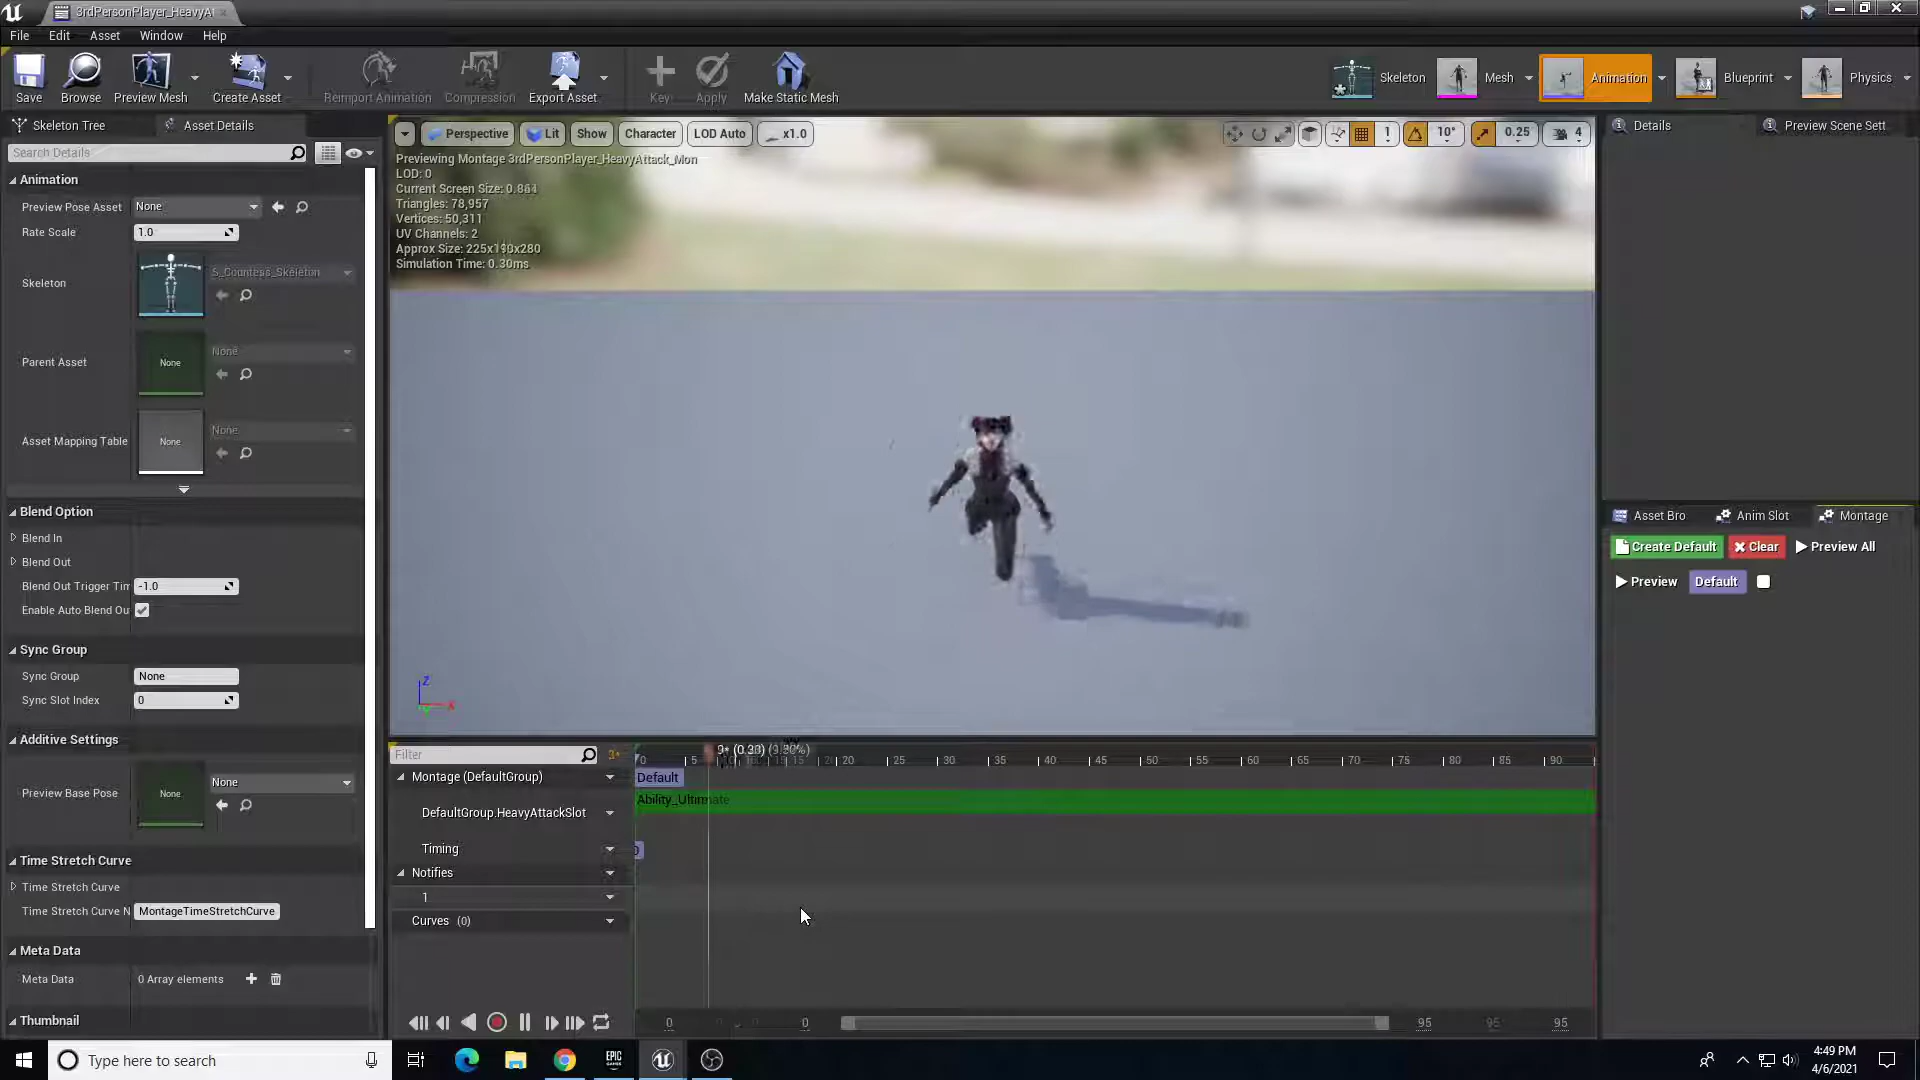 3rdPersonPlayer_HeavyAt
File Edit Asset Window Help
Save Browse Preview Mesh Create Asset Reimport Animation Compression Export Asset Key Apply Make Static Mesh Skeleton Mesh Animation Blueprint Physics
Skeleton Tree Asset Details
Search Details
Animation
Preview Pose Asset None
Rate Scale 1.0
Skeleton S_Countess_Skeleton
Parent Asset None None
Asset Mapping Table None None
Blend Option
Blend In
Blend Out
Blend Out Trigger Tim -1.0
Enable Auto Blend Ou
Sync Group
Sync Group None
Sync Slot Index 0
Additive Settings
Preview Base Pose None None
Time Stretch Curve
Time Stretch Curve
Time Stretch Curve N MontageTimeStretchCurve
Meta Data
Meta Data 0 Array elements
Thumbnail
Perspective Lit Show Character LOD Auto x1.0 1 10° 0.25 4
Previewing Montage 3rdPersonPlayer_HeavyAttack_Mon
LOD: 0
Current Screen Size:
Triangles: 78,957
Vertices: 50,311
UV Channels: 2
Approx Size:
Simulation Time: 0.30ms
Z
X
Filter
0 5 20 25 30 35 40 45 50 55 60 65 70 75 80 85 90
Montage (DefaultGroup) Default
Ability_Ultimate
DefaultGroup.HeavyAttackSlot
Timing
Notifies
1
Curves (0)
0 0 95 95 95
Details Preview Scene Sett
Asset Bro Anim Slot Montage
Create Default Clear Preview All
Preview Default
Type here to search
EPIC GAMES
4:49 PM
4/6/2021